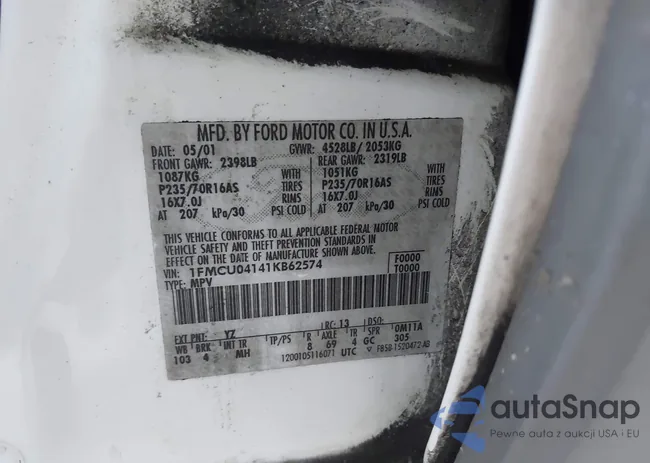 MFD. BY FORD MOTOR CO. IN U.S.A.
DATE 05/01 GVWR: 4528LB/ 2053KG
FRONT GAWR: 2398LB REAR GAWR: 2319LB
1087KG WITH 1051KG WITH
P235/70R16AS TIRES P235/70R16AS TIRES
16X7.0J RIMS 16X7.0J RIMS
AT 207 kPa/30 PSI COLD AT 207 kPa/30 PSI COLD
THIS VEHICLE CONFORMS TO ALL APPLICABLE FEDERAL MOTOR
VEHICLE SAFETY AND THEFT PREVENTION STANDARDS IN
EFFECT ON THE DATE OF MANUFACTURE SHOWN ABOVE.
VIN: 1FMCU04141KB62574 F0000
TYPE: MPV T0000
EXT PNT: YZ RC: 13 DSO:
WB BRK INT TR TP/PS R AXLE TR SPR 0M11A
103 4 MH 8 69 4 GC 305
1200105116071 UTC
autaSnap
Pewne auta z aukcji USA i EU